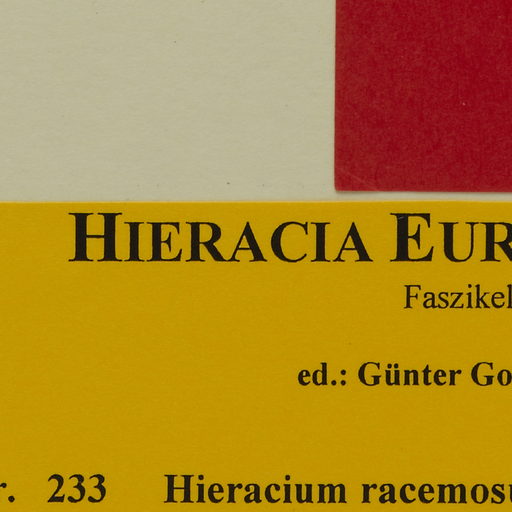 HIERACIA EUR
Faszikel
ed.: Günter Go
r. 233 Hieracium racemosu